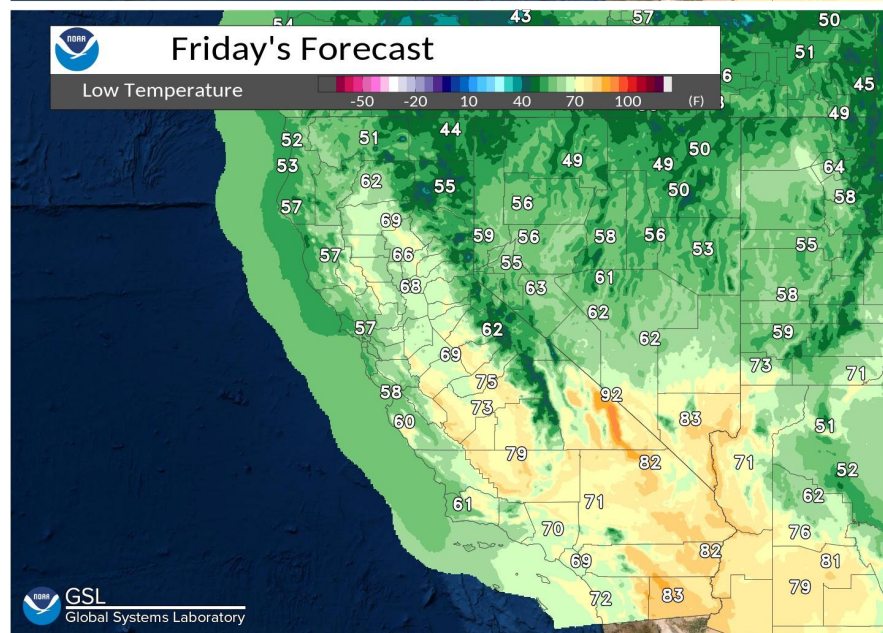 54 43 57 50
NOAA
Friday's Forecast
51
Low Temperature
-50 -20 10 40 70 100 (F)
45
49
52 51 44 50
53 49 49 64
62 55 50 58
57 69 56
59 56 58 56 53 55
57 66 55
68 63 61 58
57 62 62 62 59
69 73 71
58 75 92
60 73 83 51
79 82 71 52
61 71 62
70 82 76
69 81
72 83 79
NOAA
GSL
Global Systems Laboratory